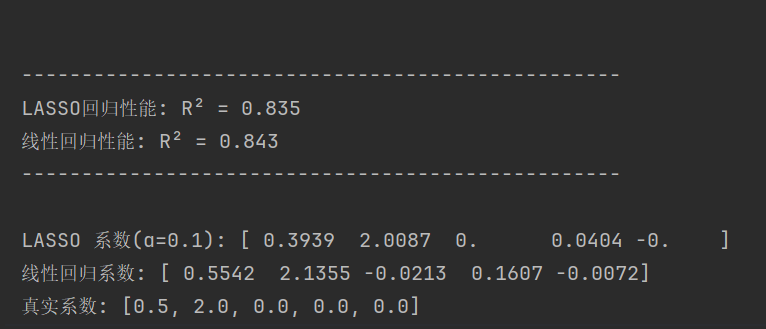 --------------------------------------------------
LASSO回归性能: R² = 0.835
线性回归性能: R² = 0.843
--------------------------------------------------
LASSO 系数(α=0.1): [ 0.3939  2.0087  0.      0.0404 -0.    ]
线性回归系数: [ 0.5542  2.1355 -0.0213  0.1607 -0.0072]
真实系数: [0.5, 2.0, 0.0, 0.0, 0.0]